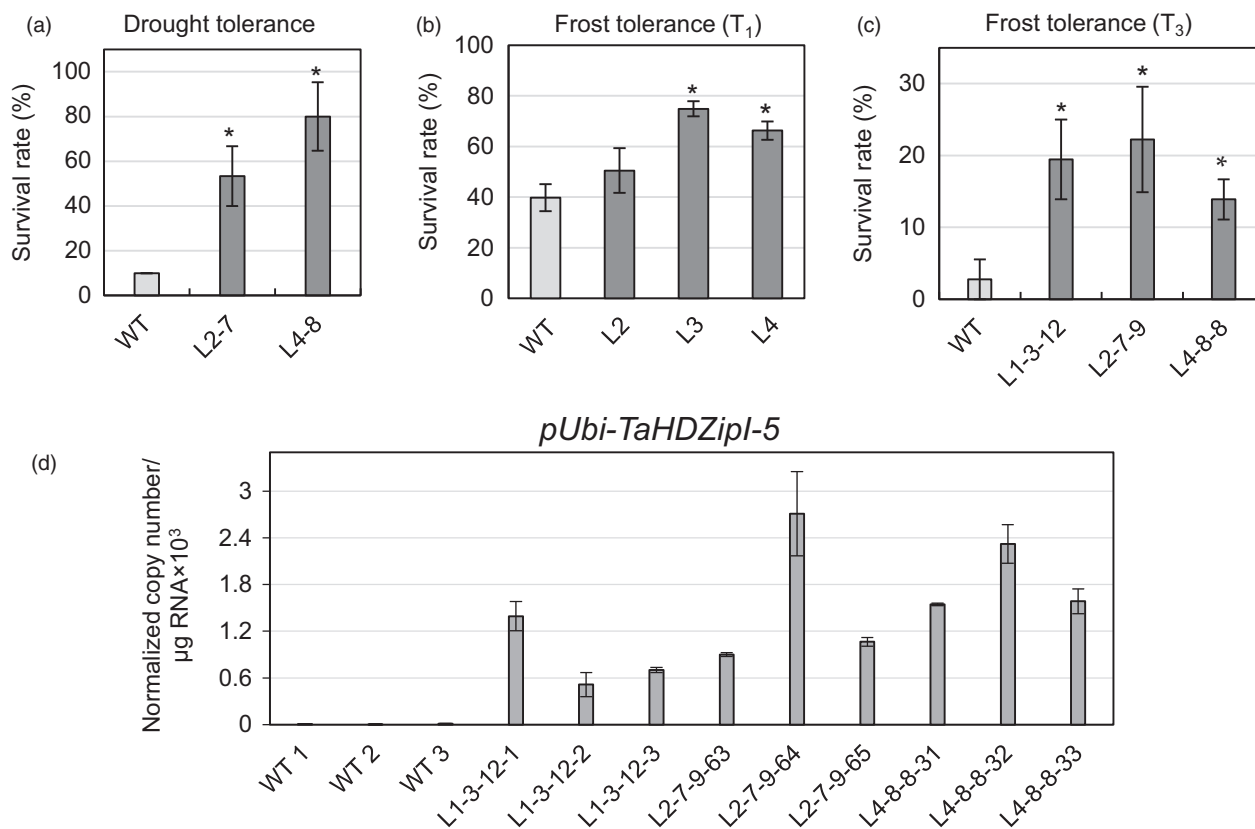 (a) Drought tolerance
Survival rate (%)
100
80
60
40
20
0
*
*
WT
L2-7
L4-8
(b) Frost tolerance (T1)
Survival rate (%)
100
80
60
40
20
0
*
*
WT
L2
L3
L4
(c) Frost tolerance (T3)
Survival rate (%)
30
20
10
0
*
*
*
WT
L1-3-12
L2-7-9
L4-8-8
(d) pUbi-TaHDZipI-5
Normalized copy number/
µg RNA×10³
3
2.4
1.8
1.2
0.6
0
WT 1
WT 2
WT 3
L1-3-12-1
L1-3-12-2
L1-3-12-3
L2-7-9-63
L2-7-9-64
L2-7-9-65
L4-8-8-31
L4-8-8-32
L4-8-8-33